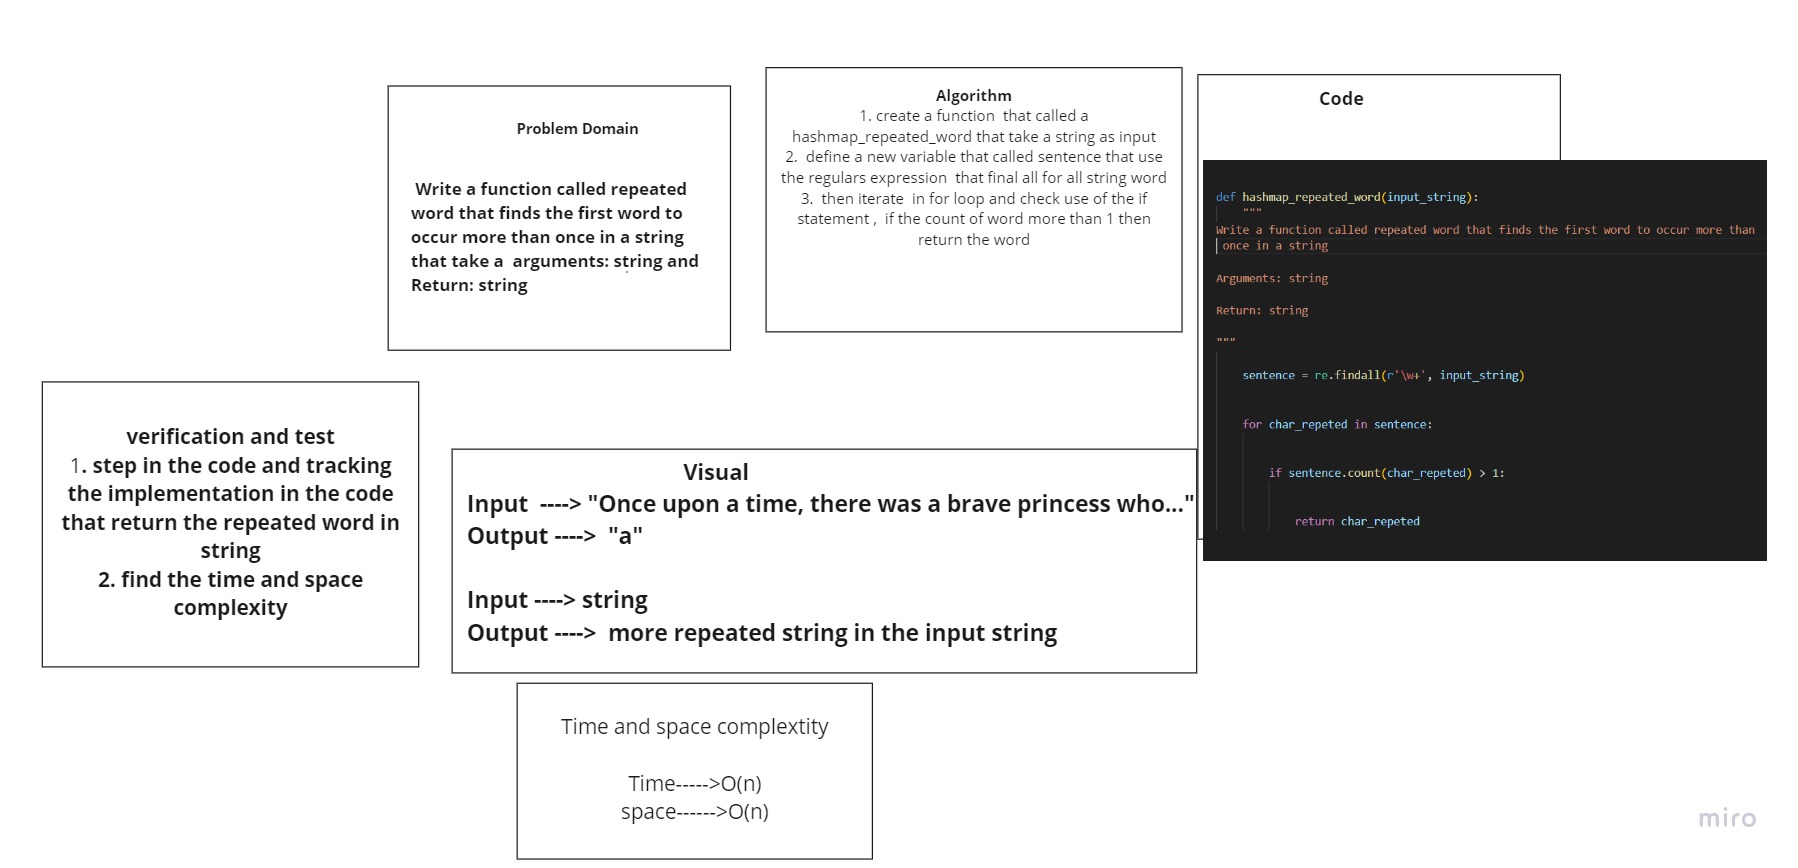 Problem Domain
Write a function called repeated
word that finds the first word to
occur more than once in a string
that take a  arguments: string and
Return: string
Algorithm
1. create a function  that called a
hashmap_repeated_word that take a string as input
2.  define a new variable that called sentence that use
the regulars expression  that final all for all string word
3.  then iterate  in for loop and check use of the if
statement ,  if the count of word more than 1 then
return the word
Code
def hashmap_repeated_word(input_string):
"""
Write a function called repeated word that finds the first word to occur more than
once in a string
Arguments: string
Return: string
"""
sentence = re.findall(r'\w+', input_string)
for char_repeted in sentence:
if sentence.count(char_repeted) > 1:
return char_repeted
verification and test
1. step in the code and tracking
the implementation in the code
that return the repeated word in
string
2. find the time and space
complexity
Visual
Input  ----> "Once upon a time, there was a brave princess who..."
Output ---->  "a"
Input ----> string
Output ---->  more repeated string in the input string
Time and space complextity
Time----->O(n)
space------>O(n)
miro